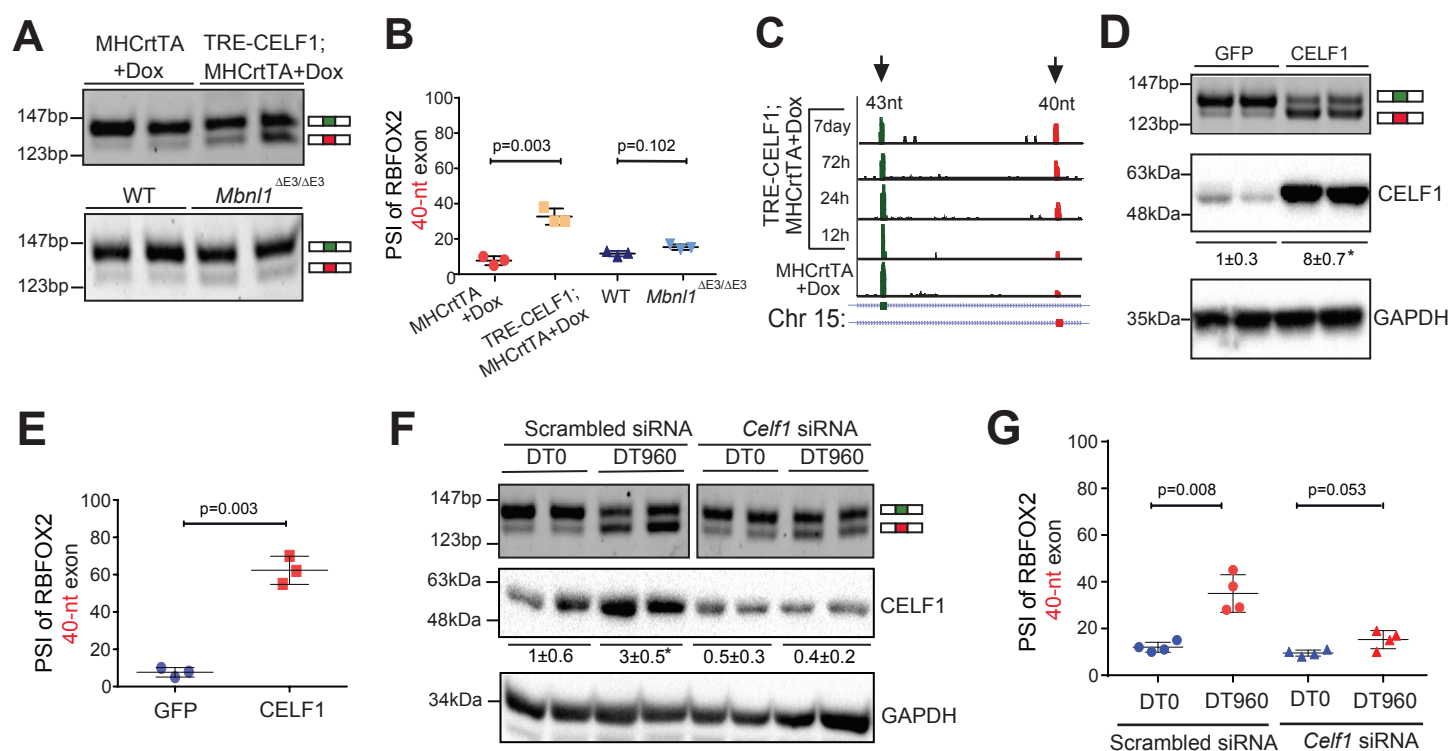 A
MHCrtTA
+Dox
TRE-CELF1;
MHCrtTA+Dox
147bp
123bp
WT
Mbnl1 ΔE3/ΔE3
147bp
123bp
B
PSI of RBFOX2
40-nt exon
100
80
60
40
20
0
p=0.003
p=0.102
MHCrtTA
+Dox
TRE-CELF1;
MHCrtTA+Dox
WT
Mbnl1 ΔE3/ΔE3
C
43nt
40nt
TRE-CELF1;
MHCrtTA+Dox
7day
72h
24h
12h
MHCrtTA
+Dox
Chr 15:
D
GFP
CELF1
147bp
123bp
63kDa
48kDa
CELF1
1±0.3
8±0.7*
35kDa
GAPDH
E
PSI of RBFOX2
40-nt exon
100
80
60
40
20
0
p=0.003
GFP
CELF1
F
Scrambled siRNA
Celf1 siRNA
DT0
DT960
DT0
DT960
147bp
123bp
63kDa
48kDa
CELF1
1±0.6
3±0.5*
0.5±0.3
0.4±0.2
34kDa
GAPDH
G
PSI of RBFOX2
40-nt exon
100
80
60
40
20
0
p=0.008
p=0.053
DT0
DT960
DT0
DT960
Scrambled siRNA
Celf1 siRNA